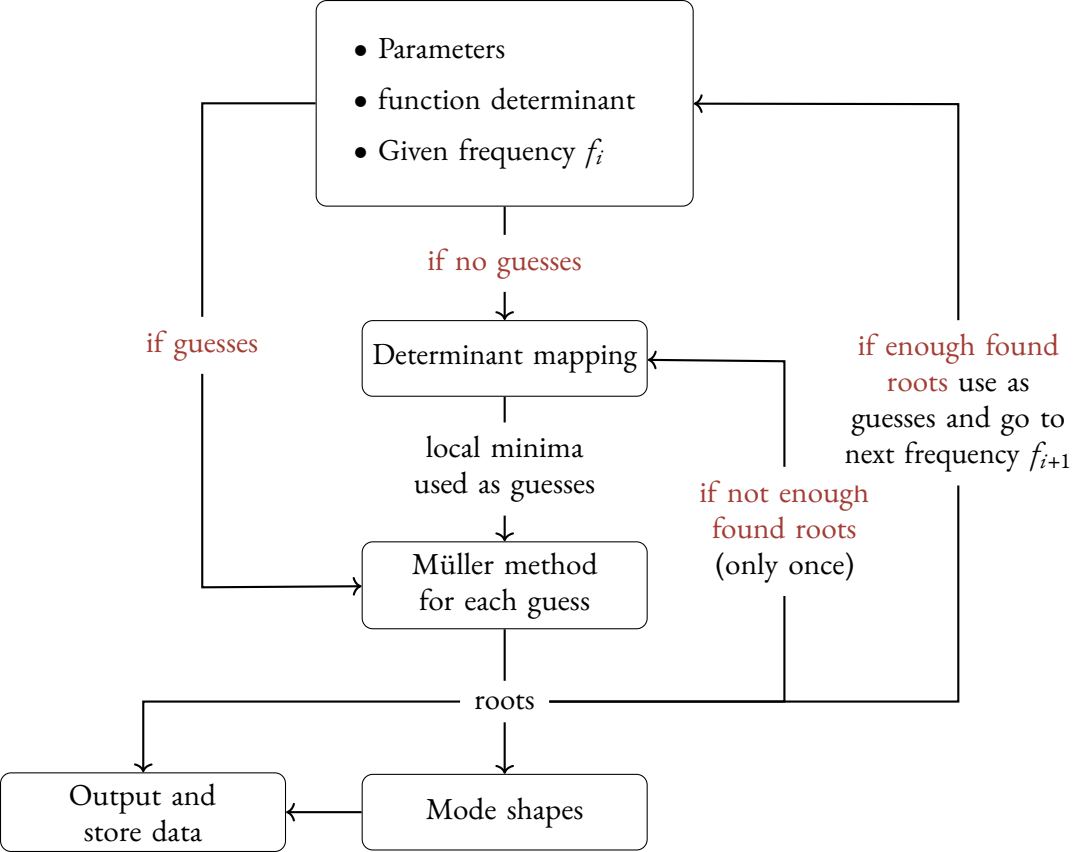 • Parameters
• function determinant
• Given frequency fᵢ
if no guesses
if guesses
Determinant mapping
if enough found
roots use as
guesses and go to
next frequency fᵢ₊₁
local minima
used as guesses
if not enough
found roots
(only once)
Müller method
for each guess
roots
Output and
store data
Mode shapes